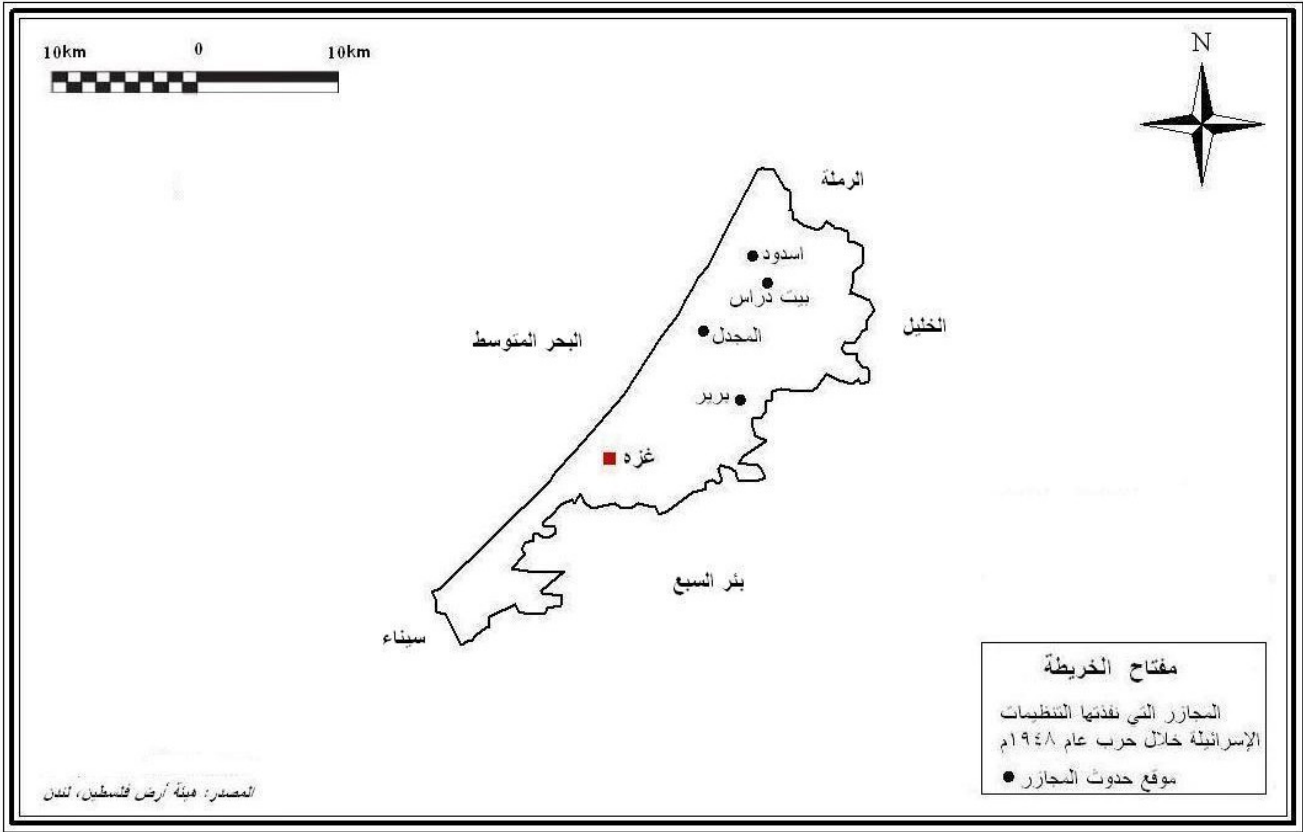 10km 0 10km
N
الرملة
اسدود
بيت دراس
الخليل
المجدل
البحر المتوسط
برير
غزه
بئر السبع
سيناء
مفتاح الخريطة
المجازر التي نفذتها التنظيمات
الإسرائيلة خلال حرب عام ١٩٤٨م
موقع حدوث المجازر
المصدر: هيئة أرض فلسطين، لندن